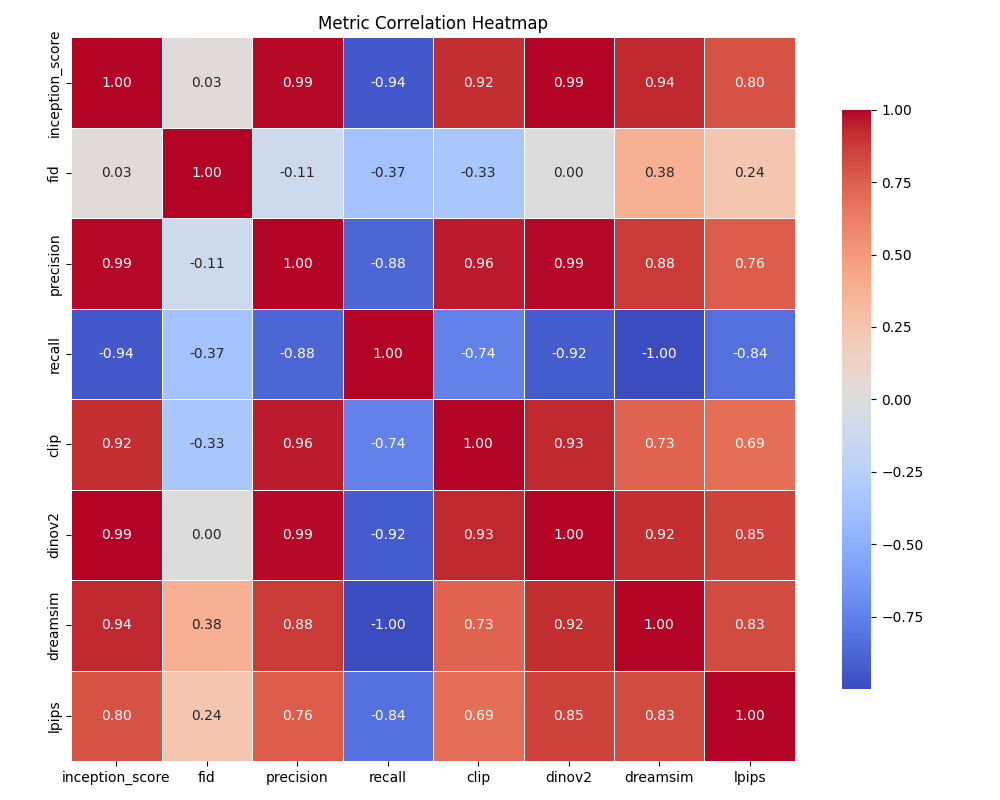 Metric Correlation Heatmap
inception_score 1.00 0.03 0.99 -0.94 0.92 0.99 0.94 0.80
fid 0.03 1.00 -0.11 -0.37 -0.33 0.00 0.38 0.24
precision 0.99 -0.11 1.00 -0.88 0.96 0.99 0.88 0.76
recall -0.94 -0.37 -0.88 1.00 -0.74 -0.92 -1.00 -0.84
clip 0.92 -0.33 0.96 -0.74 1.00 0.93 0.73 0.69
dinov2 0.99 0.00 0.99 -0.92 0.93 1.00 0.92 0.85
dreamsim 0.94 0.38 0.88 -1.00 0.73 0.92 1.00 0.83
lpips 0.80 0.24 0.76 -0.84 0.69 0.85 0.83 1.00
inception_score fid precision recall clip dinov2 dreamsim lpips
1.00
0.75
0.50
0.25
0.00
−0.25
−0.50
−0.75